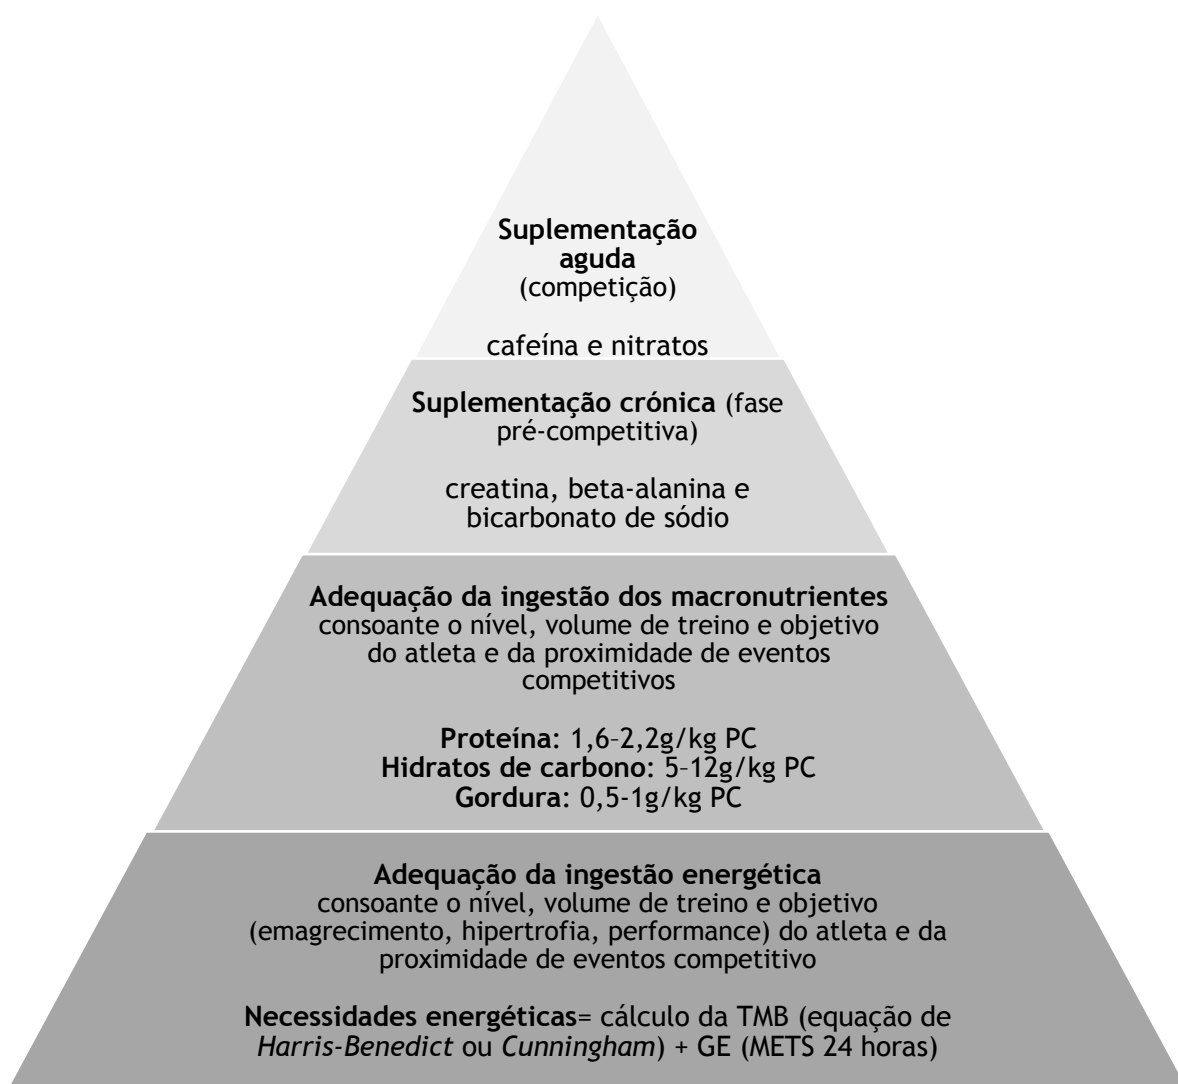 Suplementação
aguda
(competição)
cafeína e nitratos
Suplementação crónica (fase
pré-competitiva)
creatina, beta-alanina e
bicarbonato de sódio
Adequação da ingestão dos macronutrientes
consoante o nível, volume de treino e objetivo
do atleta e da proximidade de eventos
competitivos
Proteína: 1,6–2,2g/kg PC
Hidratos de carbono: 5–12g/kg PC
Gordura: 0,5-1g/kg PC
Adequação da ingestão energética
consoante o nível, volume de treino e objetivo
(emagrecimento, hipertrofia, performance) do atleta e da
proximidade de eventos competitivo
Necessidades energéticas= cálculo da TMB (equação de
Harris-Benedict ou Cunningham) + GE (METS 24 horas)